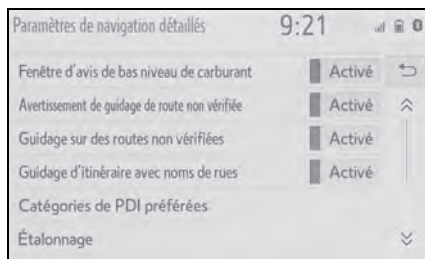 Paramètres de navigation détaillés 9:21
Fenêtre d'avis de bas niveau de carburant Activé
Avertissement de guidage de route non vérifiée Activé
Guidage sur des routes non vérifiées Activé
Guidage d'itinéraire avec noms de rues Activé
Catégories de PDI préférées
Étalonnage